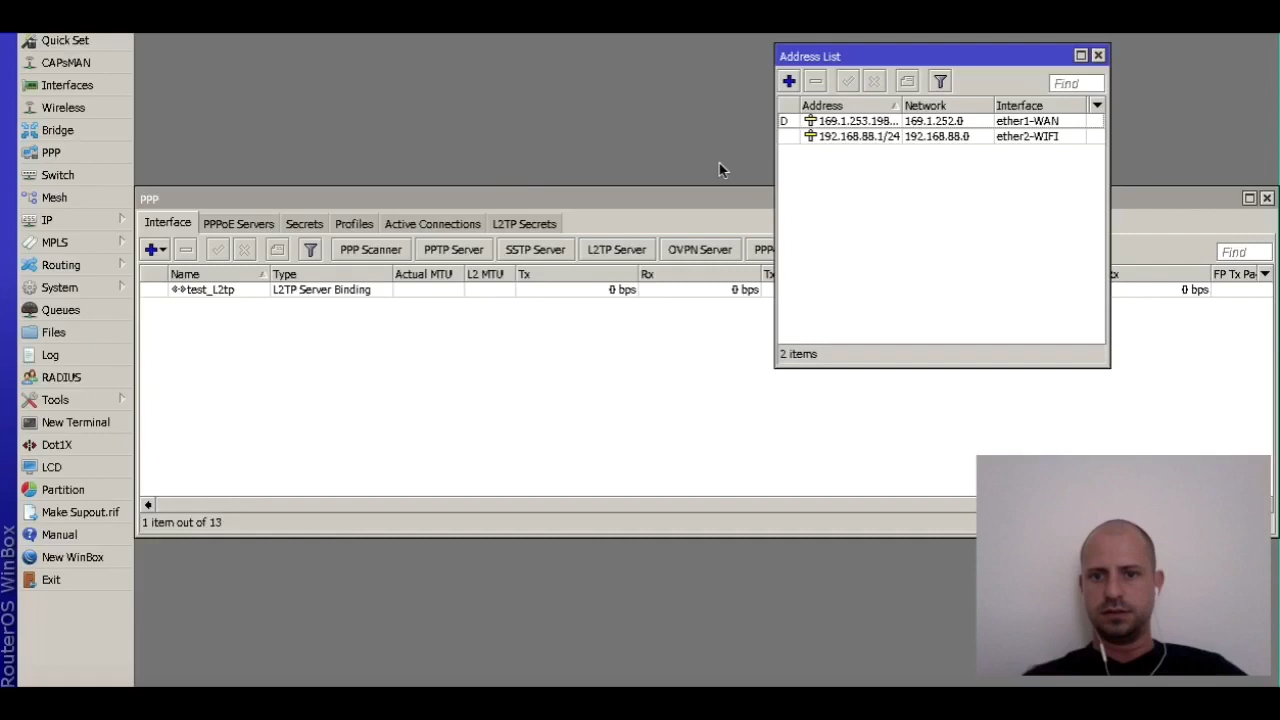 Quick Set
CAPsMAN
Interfaces
Wireless
Bridge
PPP
Switch
Mesh
IP
MPLS
Routing
System
Queues
Files
Log
RADIUS
Tools
New Terminal
Dot1X
LCD
Partition
Make Supout.rif
Manual
New WinBox
Exit
RouterOS WinBox
Address List
Find
Address Network Interface
D 169.1.253.198... 169.1.252.0 ether1-WAN
192.168.88.1/24 192.168.88.0 ether2-WIFI
2 items
PPP
Interface PPPoE Servers Secrets Profiles Active Connections L2TP Secrets
PPP Scanner PPTP Server SSTP Server L2TP Server OVPN Server
Find
Name Type Actual MTU L2 MTU Tx Rx FP Tx Pa
test_L2tp L2TP Server Binding 0 bps 0 bps 0 bps
1 item out of 13